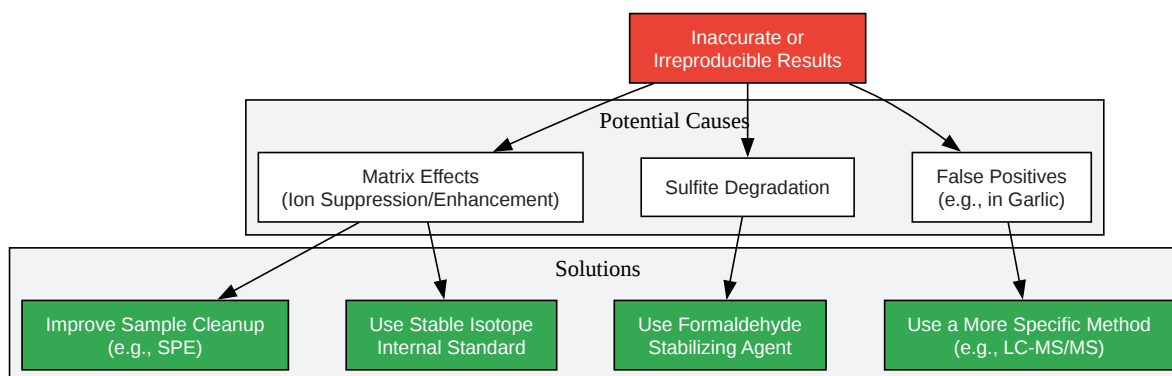 Inaccurate or
Irreproducible Results
Potential Causes
Matrix Effects
(Ion Suppression/Enhancement)
Sulfite Degradation
False Positives
(e.g., in Garlic)
Solutions
Improve Sample Cleanup
(e.g., SPE)
Use Stable Isotope
Internal Standard
Use Formaldehyde
Stabilizing Agent
Use a More Specific Method
(e.g., LC-MS/MS)